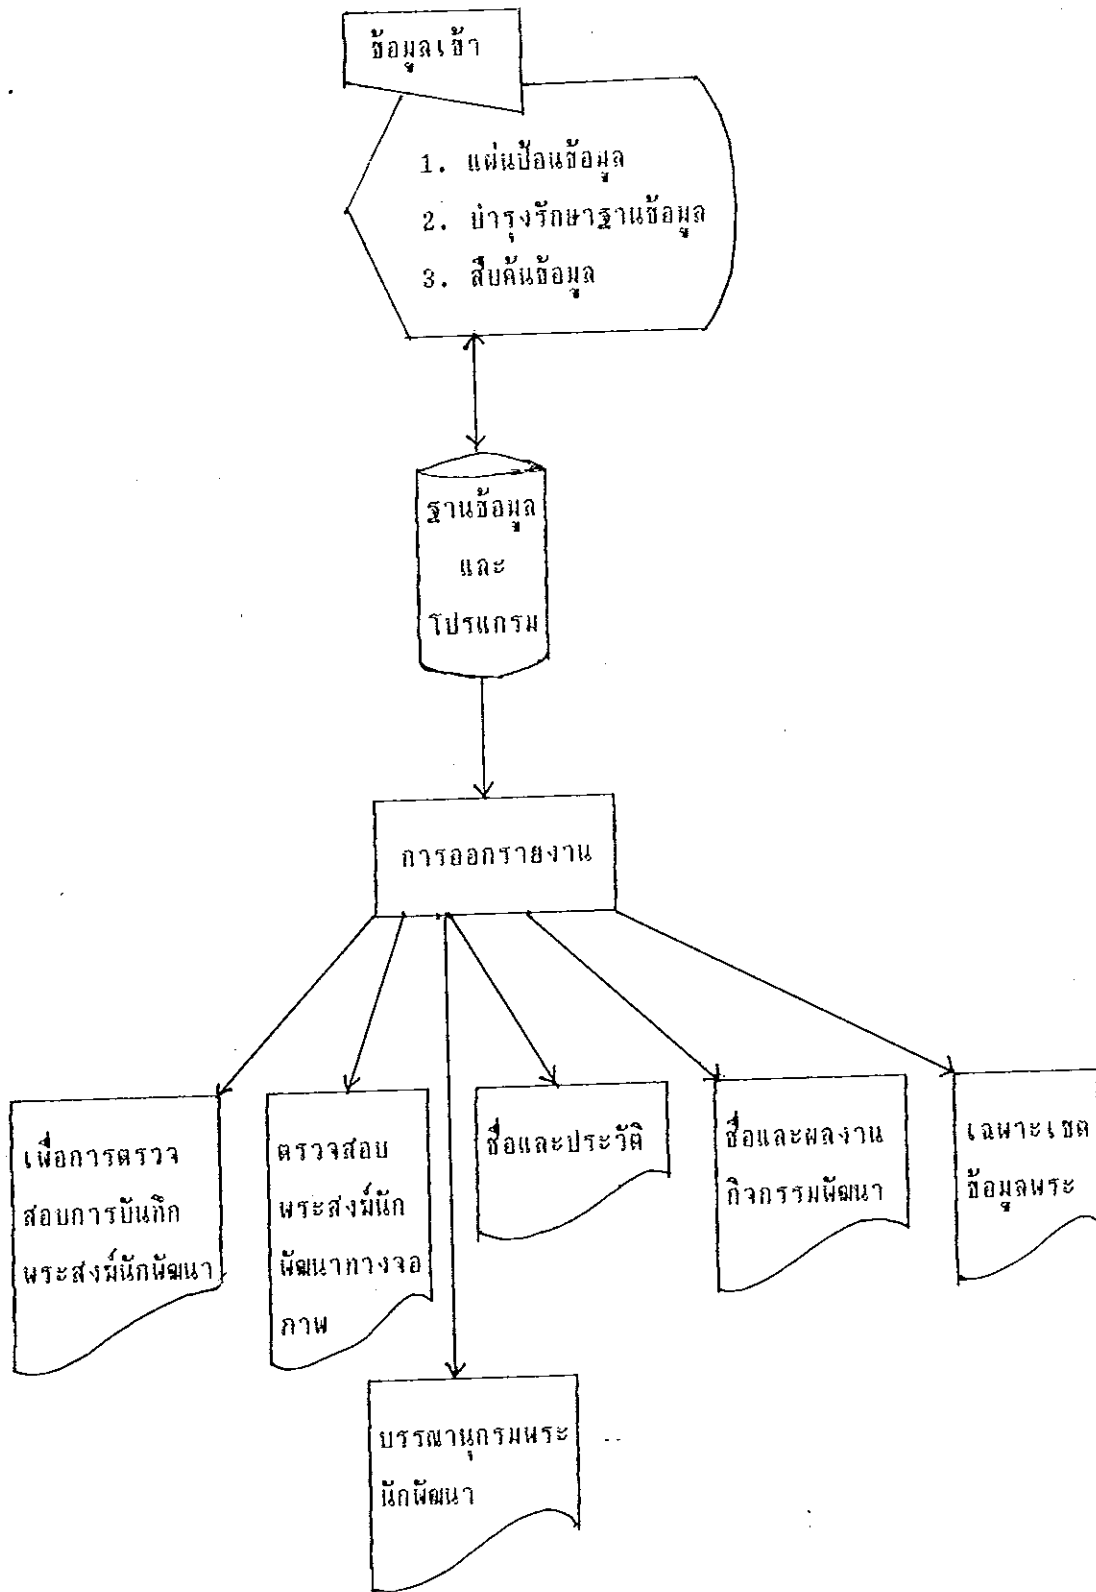 ข้อมูลเข้า
1. แผ่นป้อนข้อมูล
2. บำรุงรักษาฐานข้อมูล
3. สืบค้นข้อมูล
ฐานข้อมูล
และ
โปรแกรม
การออกรายงาน
เพื่อการตรวจ
สอบการบันทึก
พระสงฆ์นักพัฒนา
ตรวจสอบ
พระสงฆ์นัก
พัฒนาทางจอ
ภาพ
ชื่อและประวัติ
ชื่อและผลงาน
กิจกรรมพัฒนา
เฉพาะเขต
ข้อมูลพระ
บรรณานุกรมพระ
นักพัฒนา